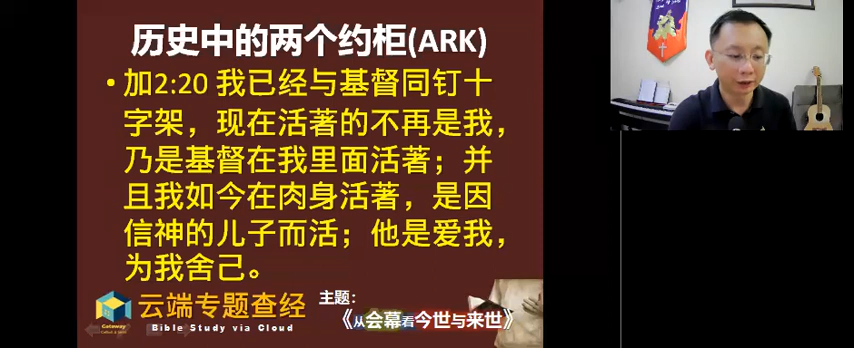 历史中的两个约柜(ARK)
• 加2:20 我已经与基督同钉十
字架，现在活著的不再是我，
乃是基督在我里面活著；并
且我如今在肉身活著，是因
信神的儿子而活；他是爱我，
为我舍己。
Gateway
云端专题查经
Bible Study via Cloud
主题：
《从会幕看今世与来世》